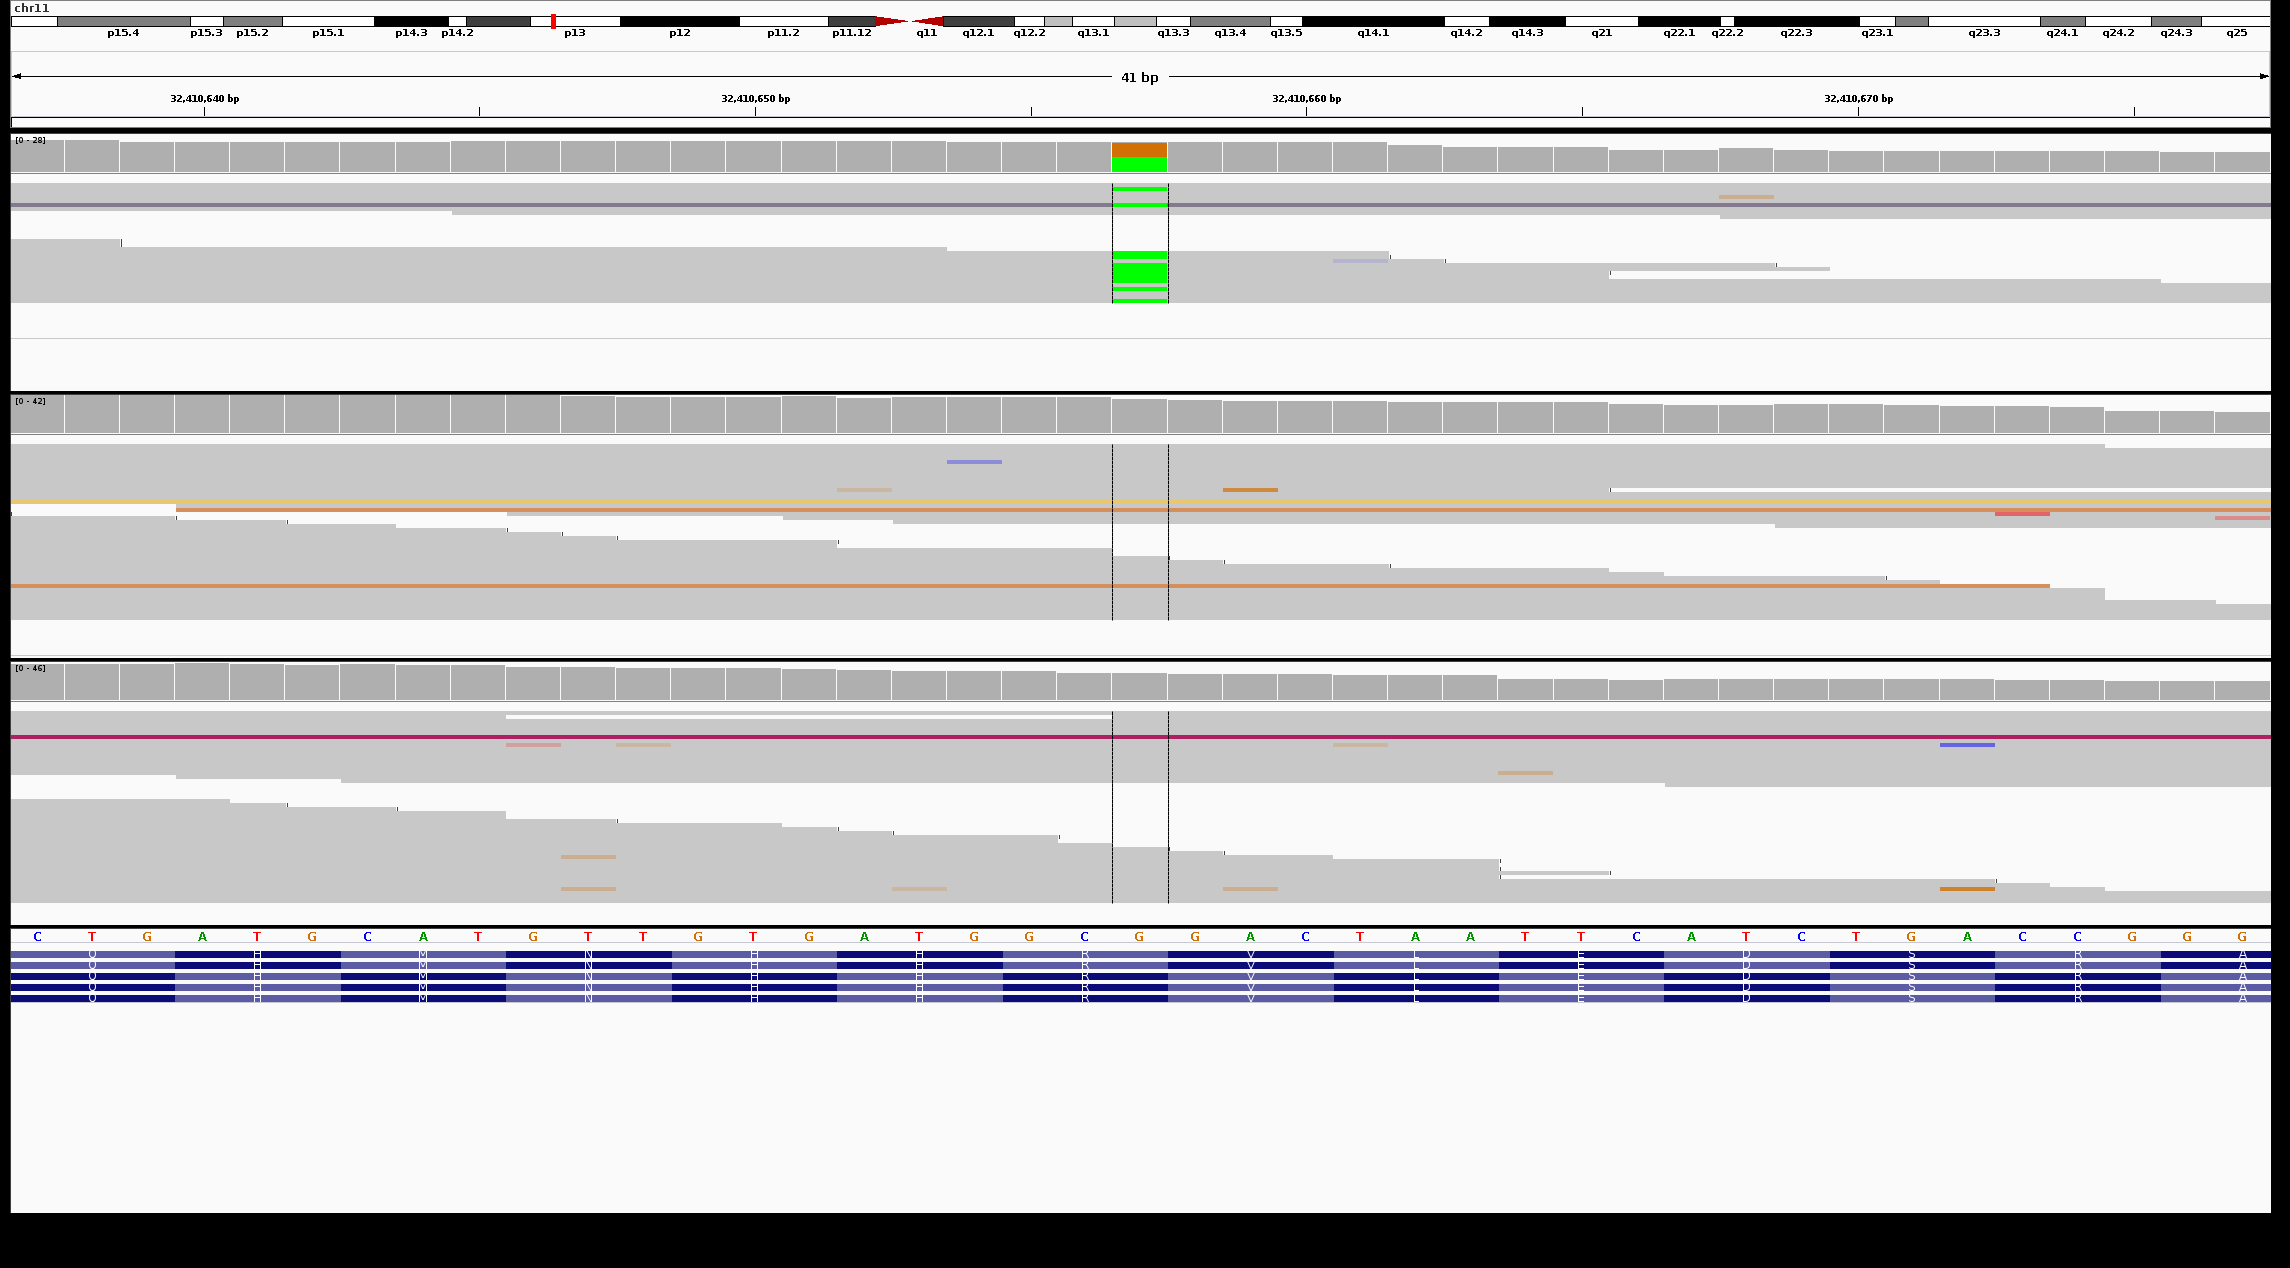 chr11
p15.4 p15.3 p15.2 p15.1 p14.3 p14.2 p13 p12 p11.2 p11.12 q11 q12.1 q12.2 q13.1 q13.3 q13.4 q13.5 q14.1 q14.2 q14.3 q21 q22.1 q22.2 q22.3 q23.1 q23.3 q24.1 q24.2 q24.3 q25
41 bp
32,410,640 bp 32,410,650 bp 32,410,660 bp 32,410,670 bp
[0 - 28]
[0 - 42]
[0 - 46]
C T G A T G C A T G T T G T G A T G G C G G A C T A A T T C A T C T G A C C G G G
Q H M N H H R V L E D S R A
Q H M N H H R V L E D S R A
Q H M N H H R V L E D S R A
Q H M N H H R V L E D S R A
Q H M N H H R V L E D S R A